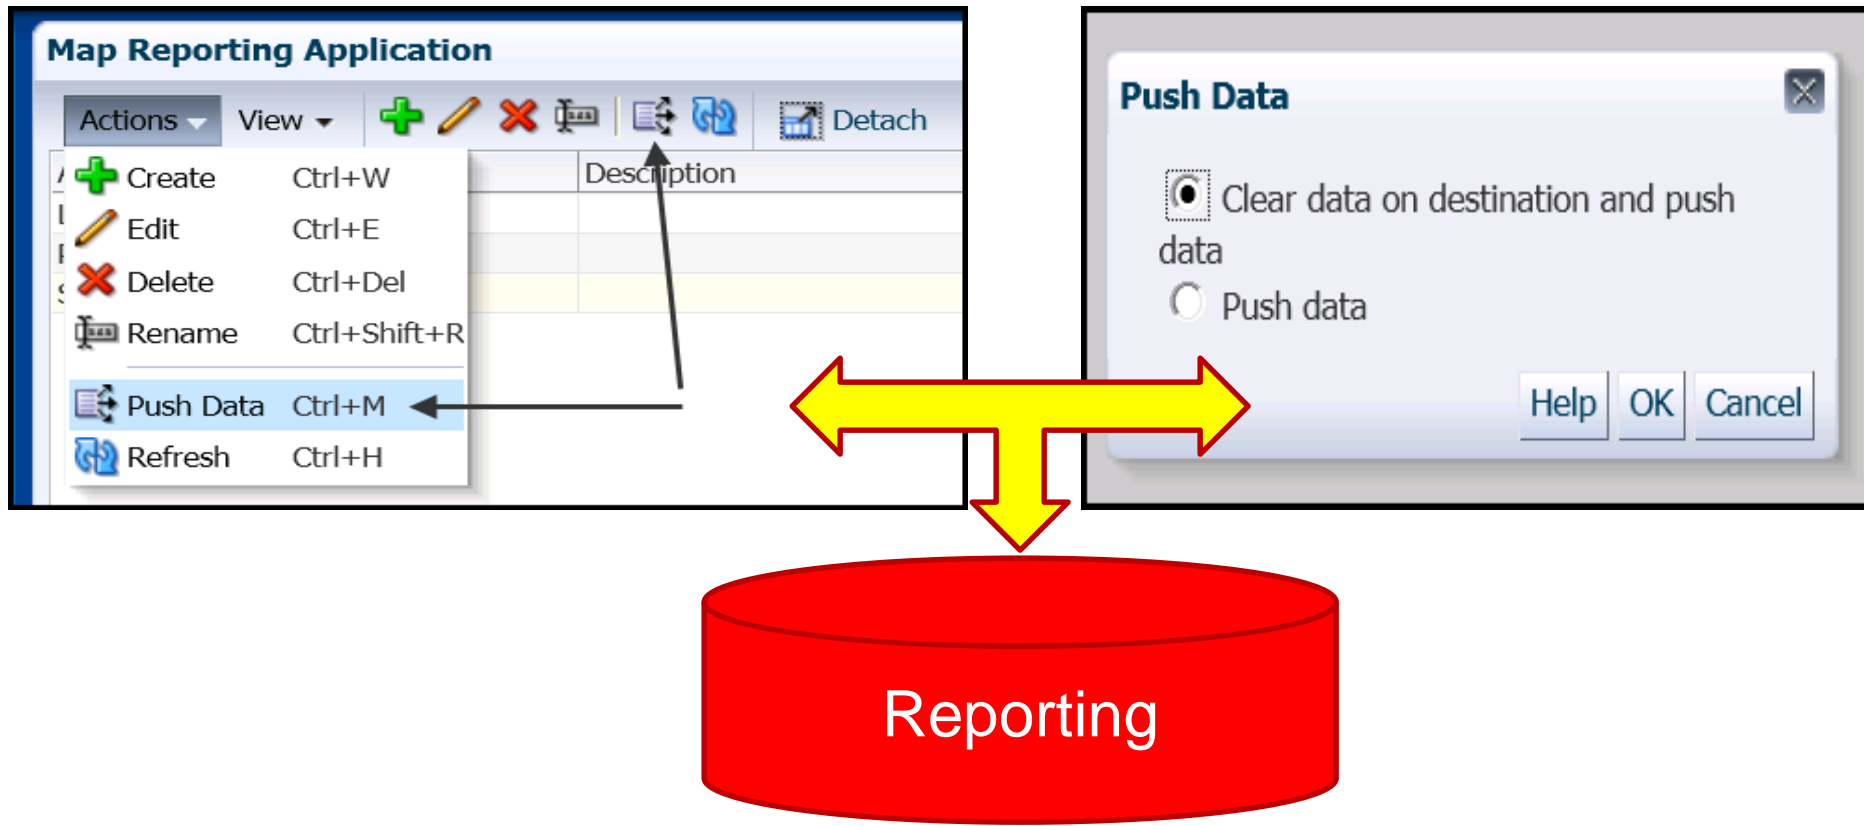 Map Reporting Application
Actions View Detach
Description
Create Ctrl+W
Edit Ctrl+E
Delete Ctrl+Del
Rename Ctrl+Shift+R
Push Data Ctrl+M
Refresh Ctrl+H
Push Data
Clear data on destination and push
data
Push data
Help OK Cancel
Reporting